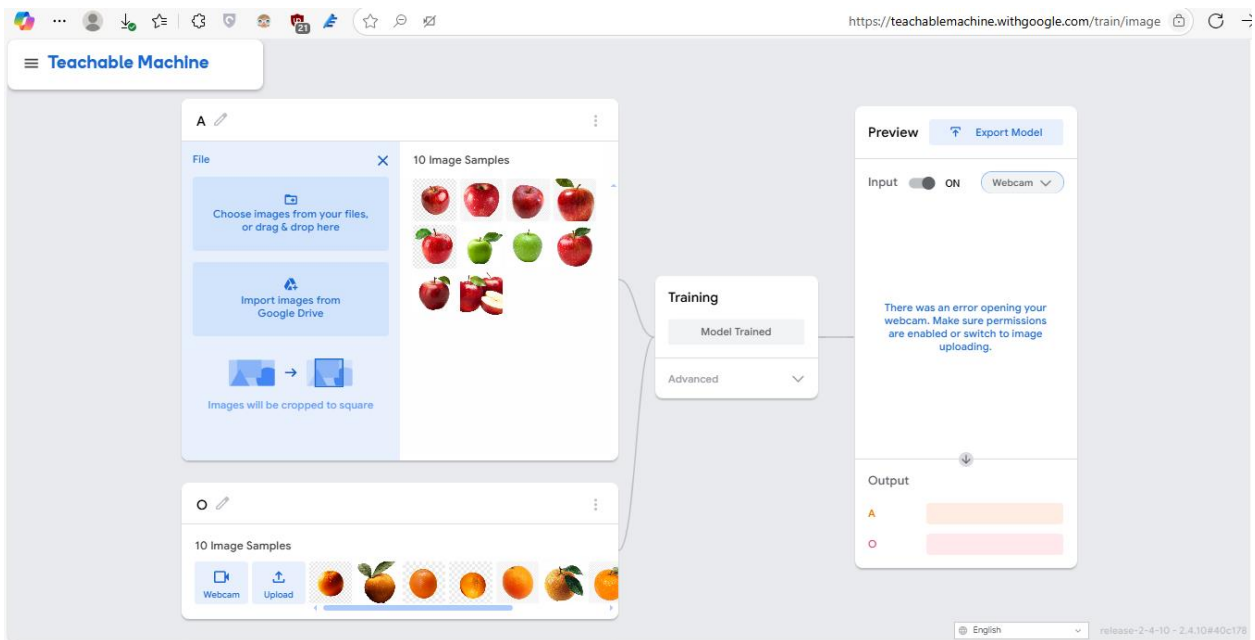 https://teachablemachine.withgoogle.com/train/image
21
Teachable Machine
A
File
10 Image Samples
Choose images from your files,
or drag & drop here
Import images from
Google Drive
Images will be cropped to square
O
10 Image Samples
Webcam
Upload
Training
Model Trained
Advanced
Preview
Export Model
Input
ON
Webcam
There was an error opening your
webcam. Make sure permissions
are enabled or switch to image
uploading.
Output
A
O
English
release-2-4-10 - 2.4.10#40c178